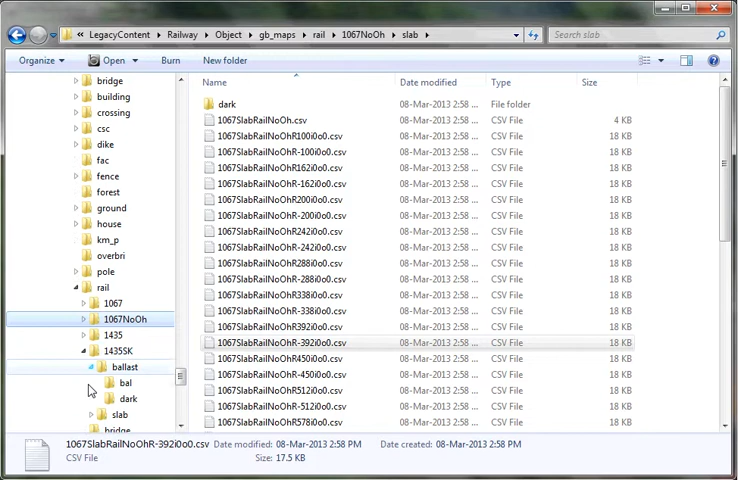 « LegacyContent ▸ Railway ▸ Object ▸ gb_maps ▸ rail ▸ 1067NoOh ▸ slab ▸
Search slab
Organize ▾ Open ▾ Burn New folder
bridge
building
crossing
csc
dike
fac
fence
forest
ground
house
km_p
overbri
pole
rail
1067
1067NoOh
1435
1435SK
ballast
bal
dark
slab
bridge
Name Date modified Type Size
dark 08-Mar-2013 2:58 ... File folder
1067SlabRailNoOh.csv 08-Mar-2013 2:58 ... CSV File 4 KB
1067SlabRailNoOhR100i0o0.csv 08-Mar-2013 2:58 ... CSV File 18 KB
1067SlabRailNoOhR-100i0o0.csv 08-Mar-2013 2:58 ... CSV File 18 KB
1067SlabRailNoOhR162i0o0.csv 08-Mar-2013 2:58 ... CSV File 18 KB
1067SlabRailNoOhR-162i0o0.csv 08-Mar-2013 2:58 ... CSV File 18 KB
1067SlabRailNoOhR200i0o0.csv 08-Mar-2013 2:58 ... CSV File 18 KB
1067SlabRailNoOhR-200i0o0.csv 08-Mar-2013 2:58 ... CSV File 18 KB
1067SlabRailNoOhR242i0o0.csv 08-Mar-2013 2:58 ... CSV File 18 KB
1067SlabRailNoOhR-242i0o0.csv 08-Mar-2013 2:58 ... CSV File 18 KB
1067SlabRailNoOhR288i0o0.csv 08-Mar-2013 2:58 ... CSV File 18 KB
1067SlabRailNoOhR-288i0o0.csv 08-Mar-2013 2:58 ... CSV File 18 KB
1067SlabRailNoOhR338i0o0.csv 08-Mar-2013 2:58 ... CSV File 18 KB
1067SlabRailNoOhR-338i0o0.csv 08-Mar-2013 2:58 ... CSV File 18 KB
1067SlabRailNoOhR392i0o0.csv 08-Mar-2013 2:58 ... CSV File 18 KB
1067SlabRailNoOhR-392i0o0.csv 08-Mar-2013 2:58 ... CSV File 18 KB
1067SlabRailNoOhR450i0o0.csv 08-Mar-2013 2:58 ... CSV File 18 KB
1067SlabRailNoOhR-450i0o0.csv 08-Mar-2013 2:58 ... CSV File 18 KB
1067SlabRailNoOhR512i0o0.csv 08-Mar-2013 2:58 ... CSV File 18 KB
1067SlabRailNoOhR-512i0o0.csv 08-Mar-2013 2:58 ... CSV File 18 KB
1067SlabRailNoOhR578i0o0.csv 08-Mar-2013 2:58 ... CSV File 18 KB
1067SlabRailNoOhR-392i0o0.csv Date modified: 08-Mar-2013 2:58 PM Date created: 08-Mar-2013 2:58 PM
CSV File Size: 17.5 KB